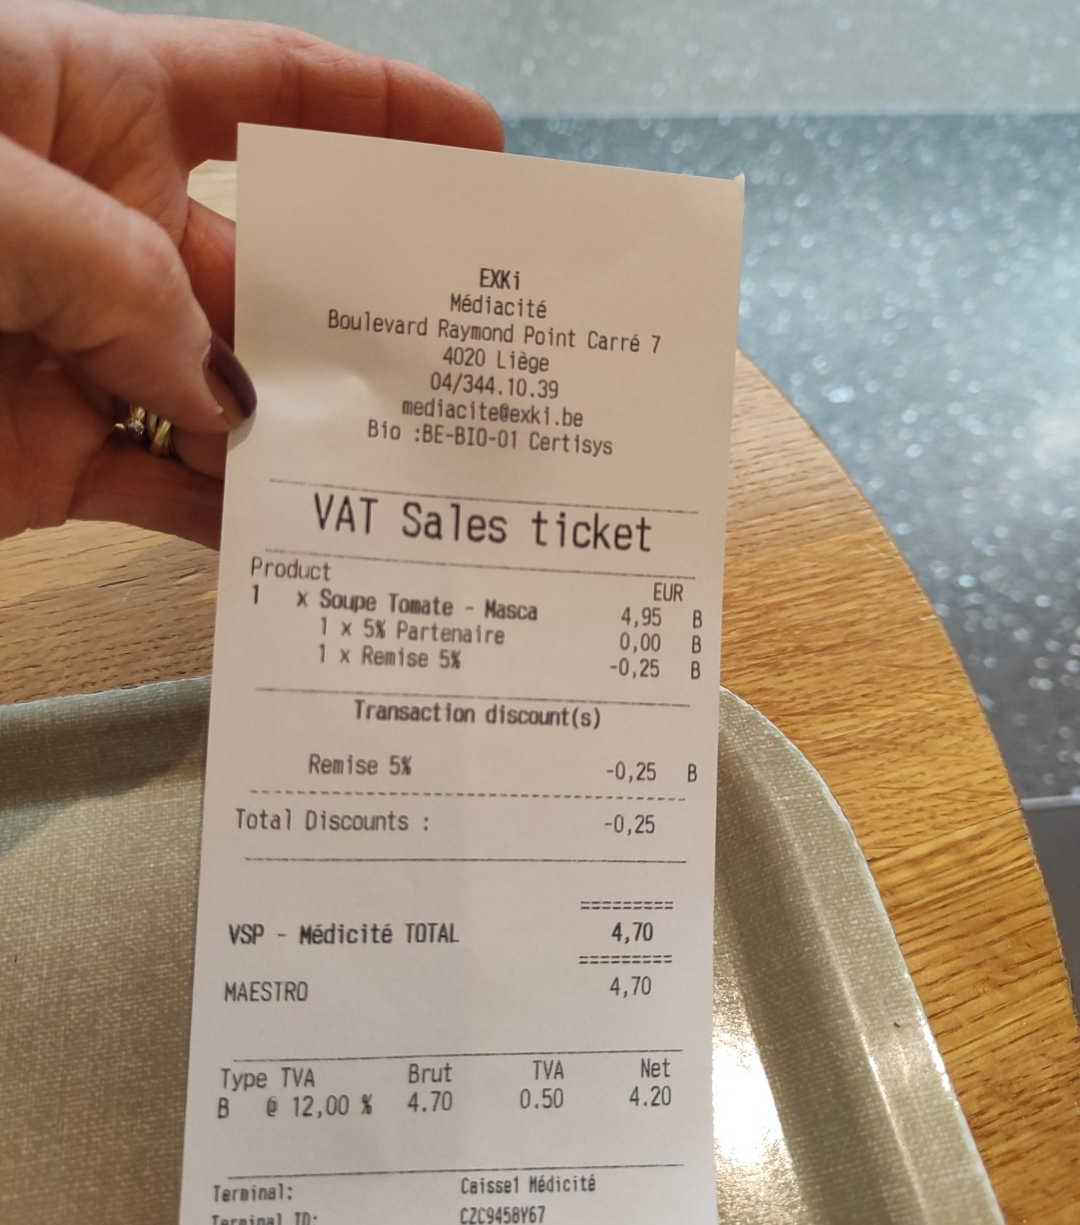 EXKi
Médiacité
Boulevard Raymond Point Carré 7
4020 Liège
04/344.10.39
mediacite@exki.be
Bio :BE-BIO-01 Certisys
VAT Sales ticket
Product EUR
1 x Soupe Tomate - Masca 4,95 B
1 x 5% Partenaire 0,00 B
1 x Remise 5% -0,25 B
Transaction discount(s)
Remise 5% -0,25 B
Total Discounts : -0,25
=========
VSP - Médicité TOTAL 4,70
=========
MAESTRO 4,70
Type TVA Brut TVA Net
B @ 12,00 % 4.70 0.50 4.20
Terminal: Caisse1 Médicité
Terminal ID: CZC9458Y67